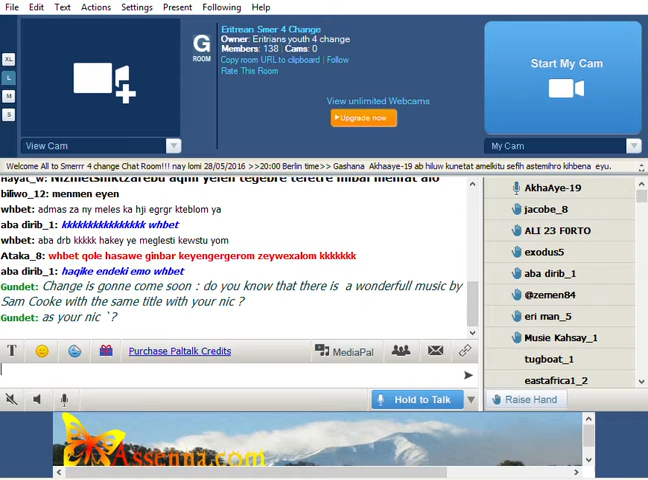 File Edit Text Actions Settings Present Following Help
XL
L
M
S
View Cam
G
ROOM
Eritrean Smer 4 Change
Owner: Eritrians youth 4 change
Members: 138 | Cams: 0
Copy room URL to clipboard | Follow
Rate This Room
View unlimited Webcams
Upgrade now
Start My Cam
My Cam
Welcome All to Smerrr 4 change Chat Room!!! nay lomi 28/05/2016 >>20:00 Berlin time>> Gashana Akhaaye-19 ab hiluw kunetat amelkitu sefih astemihro kihbena eyu.
biliwo_12: menmen eyen
whbet: admas za ny meles ka hji egrgr kteblom ya
aba dirib_1: kkkkkkkkkkkkkkkk whbet
whbet: aba drb kkkkk hakey ye meglesti kewstu yom
Ataka_8: whbet qole hasawe ginbar keyengergerom zeywexalom kkkkkkk
aba dirib_1: haqike endeki emo whbet
Gundet: Change is gonne come soon : do you know that there is a wonderfull music by
Sam Cooke with the same title with your nic ?
Gundet: as your nic `?
T
MediaPal
Purchase Paltalk Credits
Hold to Talk
AkhaAye-19
jacobe_8
ALI 23 FORTO
exodus5
aba dirib_1
@zemen84
eri man_5
Musie Kahsay_1
tugboat_1
eastafrica1_2
Raise Hand
Assenna.com